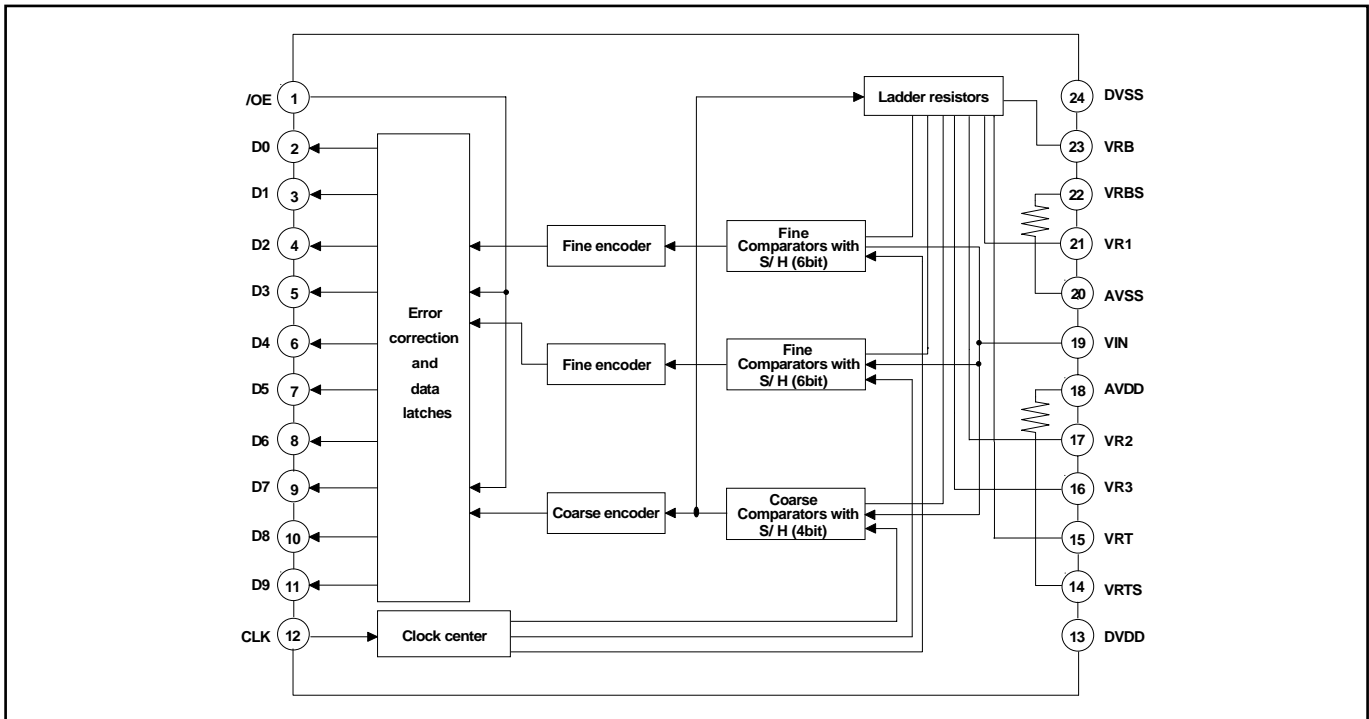 /OE 1
D0 2
D1 3
D2 4
D3 5
D4 6
D5 7
D6 8
D7 9
D8 10
D9 11
CLK 12
Error
correction
and
data
latches
Fine encoder
Fine encoder
Coarse encoder
Clock center
Ladder resistors
Fine
Comparators with
S/ H (6bit)
Fine
Comparators with
S/ H (6bit)
Coarse
Comparators with
S/ H (4bit)
24 DVSS
23 VRB
22 VRBS
21 VR1
20 AVSS
19 VIN
18 AVDD
17 VR2
16 VR3
15 VRT
14 VRTS
13 DVDD